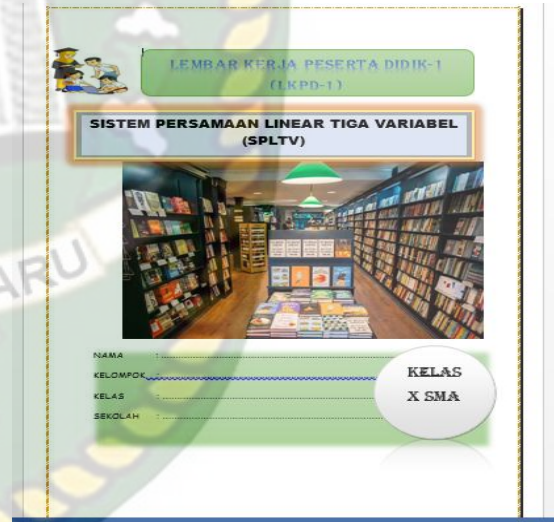 LEMBAR KERJA PESERTA DIDIK-1
(LKPD-1)
SISTEM PERSAMAAN LINEAR TIGA VARIABEL
(SPLTV)
ARU
NAMA : ..........
KELOMPOK : ..........
KELAS : ..........
SEKOLAH : ..........
KELAS
X SMA